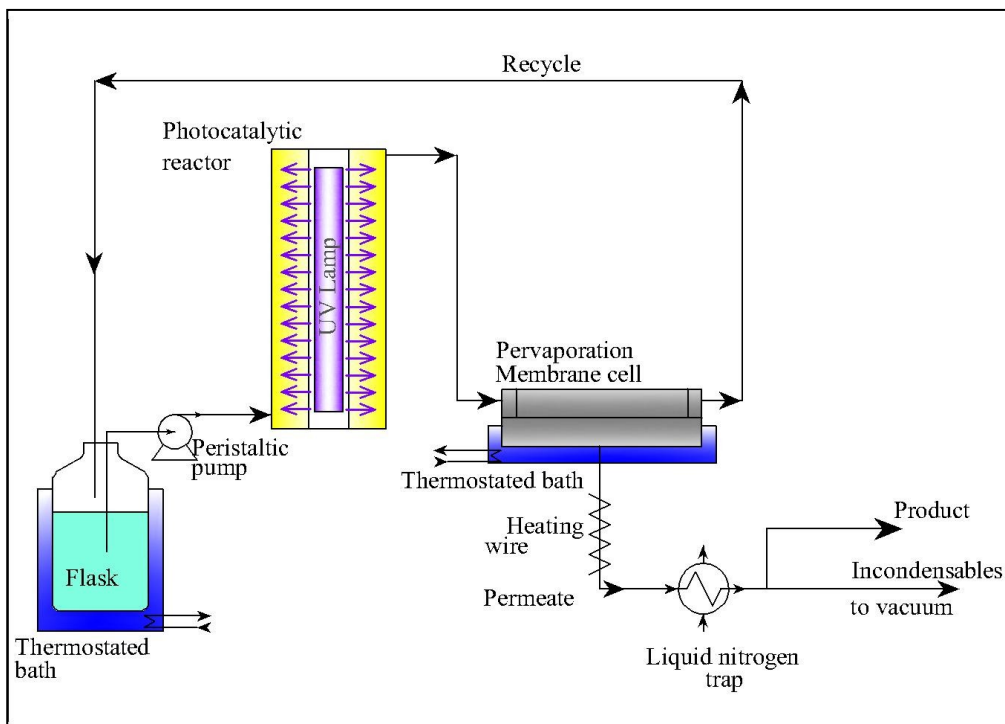 Recycle
Photocatalytic
reactor
UV Lamp
Pervaporation
Membrane cell
Peristaltic
pump
Thermostated bath
Heating
wire
Product
Flask
Permeate
Incondensables
to vacuum
Thermostated
bath
Liquid nitrogen
trap